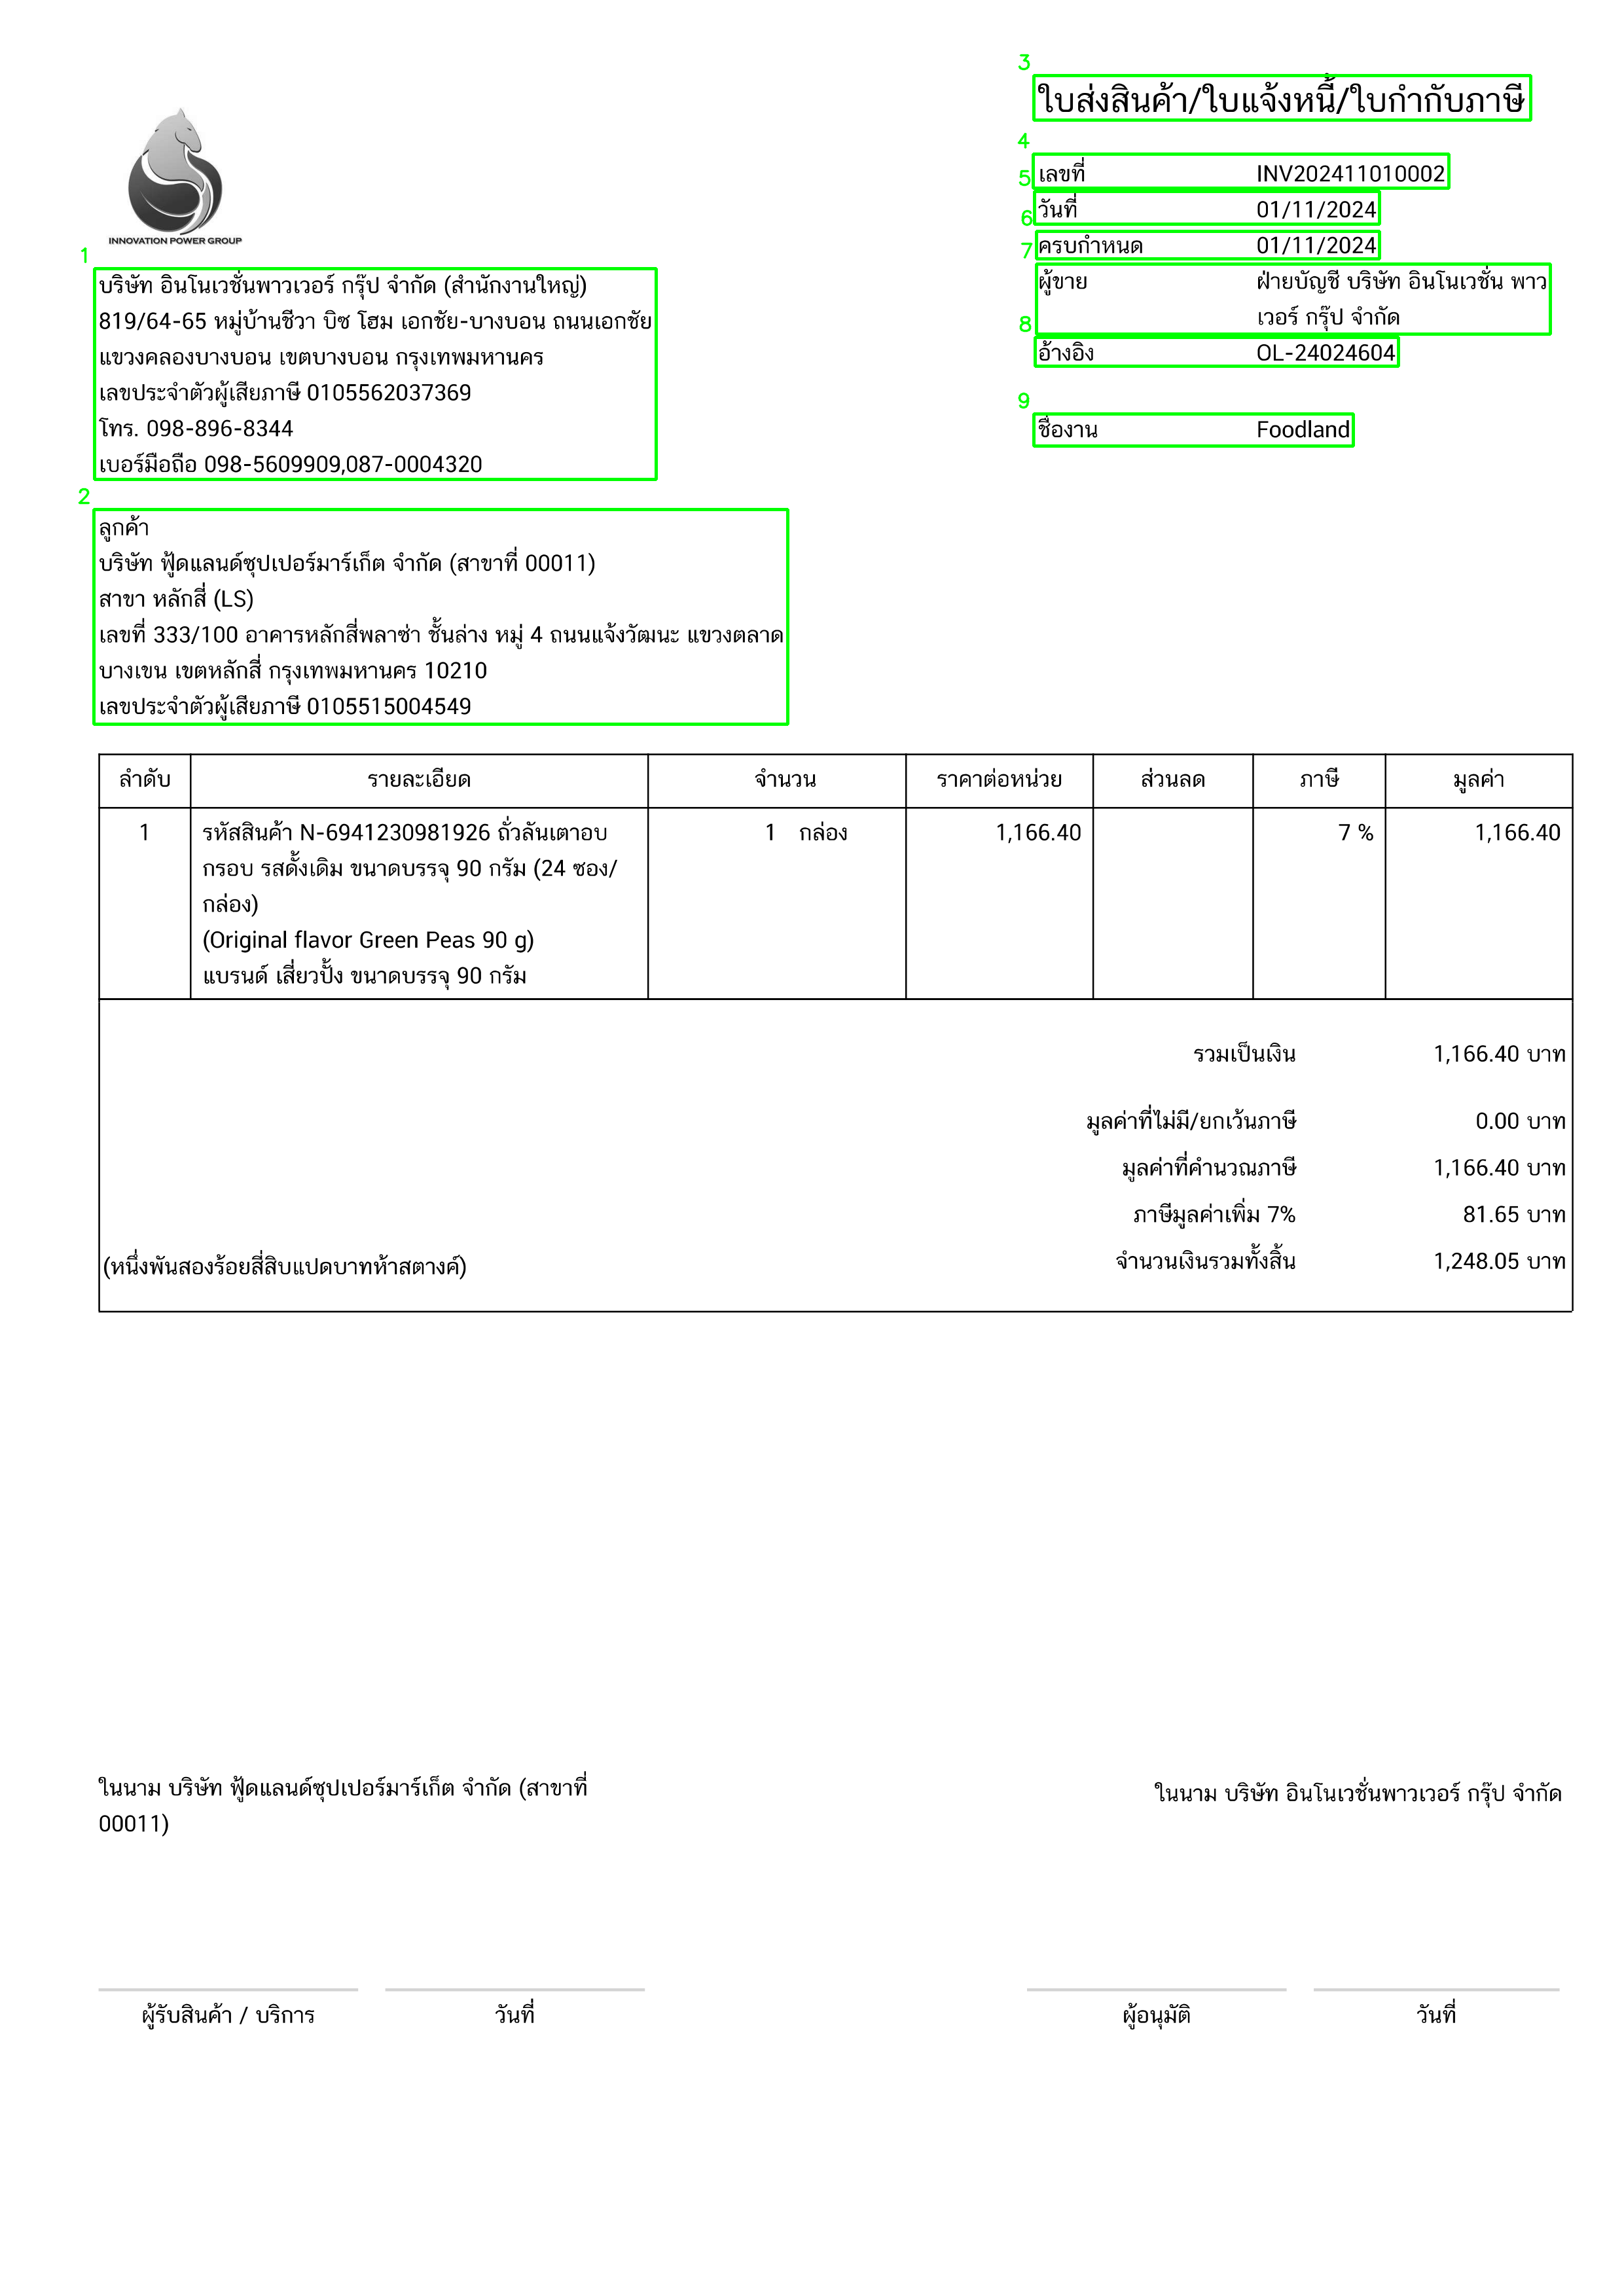 INNOVATION POWER GROUP
1
บริษัท อินโนเวชั่นพาวเวอร์ กรุ๊ป จำกัด (สำนักงานใหญ่)
819/64-65 หมู่บ้านชีวา บิซ โฮม เอกชัย-บางบอน ถนนเอกชัย
แขวงคลองบางบอน เขตบางบอน กรุงเทพมหานคร
เลขประจำตัวผู้เสียภาษี 0105562037369
โทร. 098-896-8344
เบอร์มือถือ 098-5609909,087-0004320
2
ลูกค้า
บริษัท ฟู้ดแลนด์ซุปเปอร์มาร์เก็ต จำกัด (สาขาที่ 00011)
สาขา หลักสี่ (LS)
เลขที่ 333/100 อาคารหลักสี่พลาซ่า ชั้นล่าง หมู่ 4 ถนนแจ้งวัฒนะ แขวงตลาด
บางเขน เขตหลักสี่ กรุงเทพมหานคร 10210
เลขประจำตัวผู้เสียภาษี 0105515004549
3
ใบส่งสินค้า/ใบแจ้งหนี้/ใบกำกับภาษี
4
เลขที่ INV202411010002
5
วันที่ 01/11/2024
6
ครบกำหนด 01/11/2024
7
ผู้ขาย ฝ่ายบัญชี บริษัท อินโนเวชั่น พาว
เวอร์ กรุ๊ป จำกัด
8
อ้างอิง OL-24024604
9
ชื่องาน Foodland
ลำดับ รายละเอียด จำนวน ราคาต่อหน่วย ส่วนลด ภาษี มูลค่า
1 รหัสสินค้า N-6941230981926 ถั่วลันเตาอบ 1 กล่อง 1,166.40 7 % 1,166.40
กรอบ รสดั้งเดิม ขนาดบรรจุ 90 กรัม (24 ซอง/
กล่อง)
(Original flavor Green Peas 90 g)
แบรนด์ เสี่ยวปั้ง ขนาดบรรจุ 90 กรัม
รวมเป็นเงิน 1,166.40 บาท
มูลค่าที่ไม่มี/ยกเว้นภาษี 0.00 บาท
มูลค่าที่คำนวณภาษี 1,166.40 บาท
ภาษีมูลค่าเพิ่ม 7% 81.65 บาท
(หนึ่งพันสองร้อยสี่สิบแปดบาทห้าสตางค์) จำนวนเงินรวมทั้งสิ้น 1,248.05 บาท
ในนาม บริษัท ฟู้ดแลนด์ซุปเปอร์มาร์เก็ต จำกัด (สาขาที่
00011)
ในนาม บริษัท อินโนเวชั่นพาวเวอร์ กรุ๊ป จำกัด
ผู้รับสินค้า / บริการ วันที่ ผู้อนุมัติ วันที่